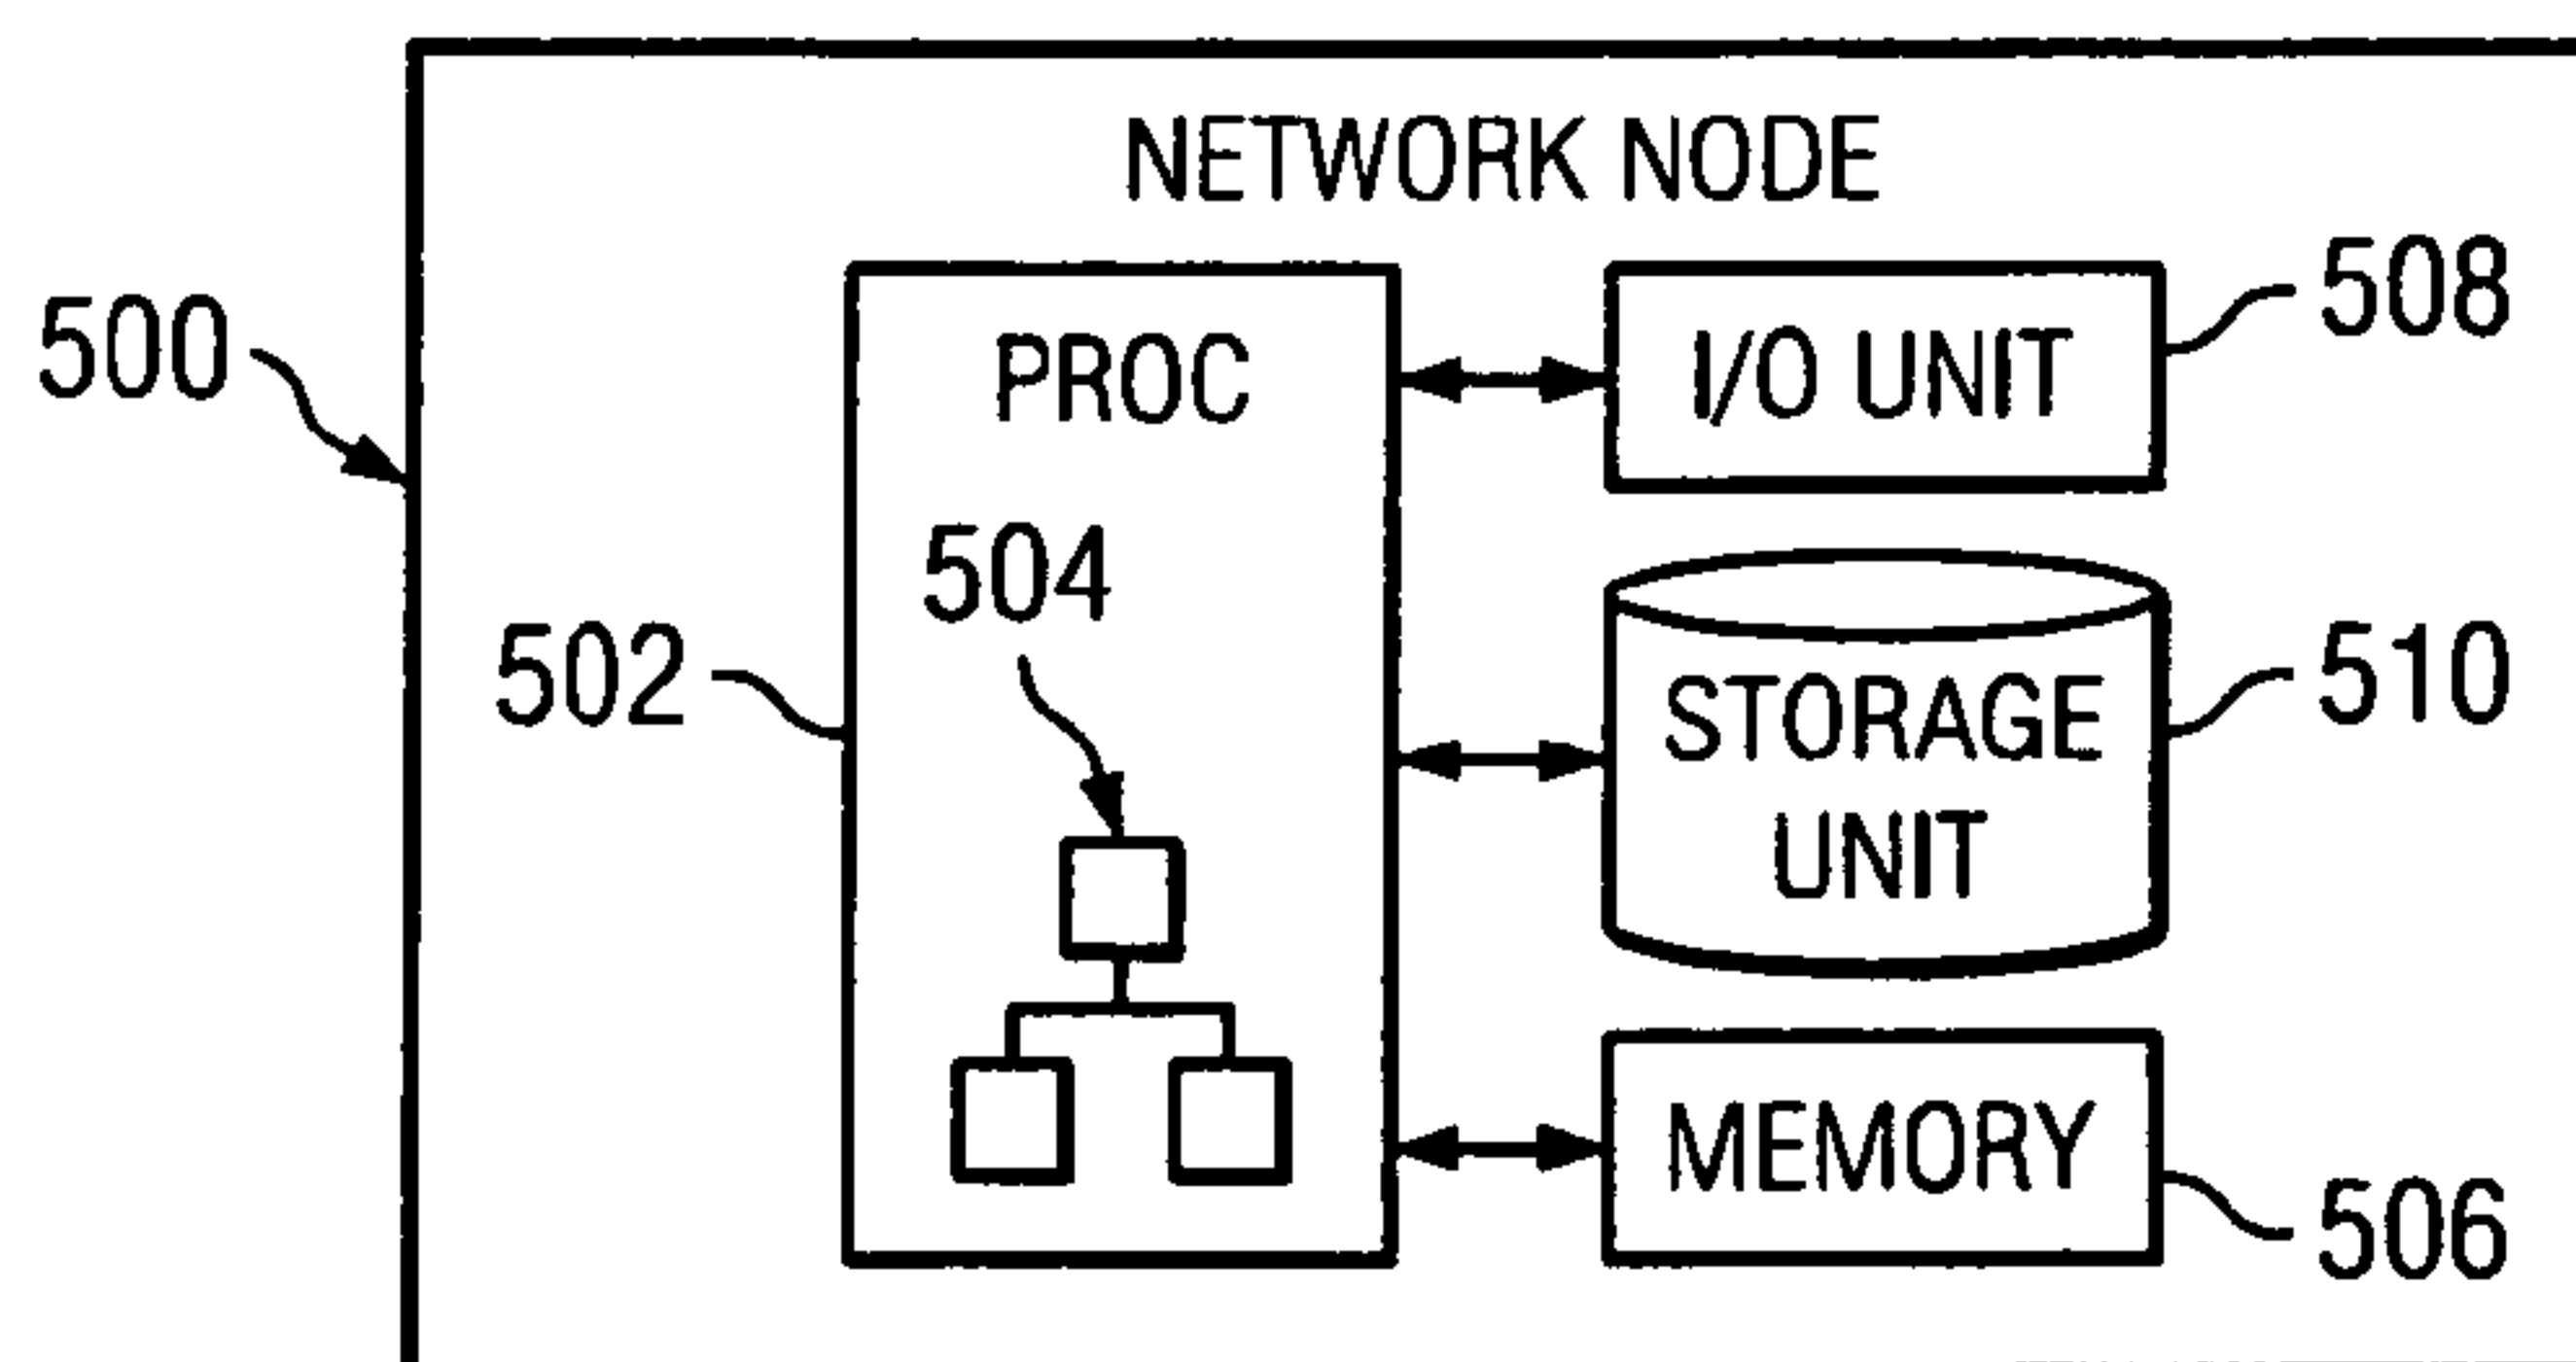 NETWORK NODE
500
PROC
I/O UNIT
508
504
502
STORAGE
UNIT
510
MEMORY
506